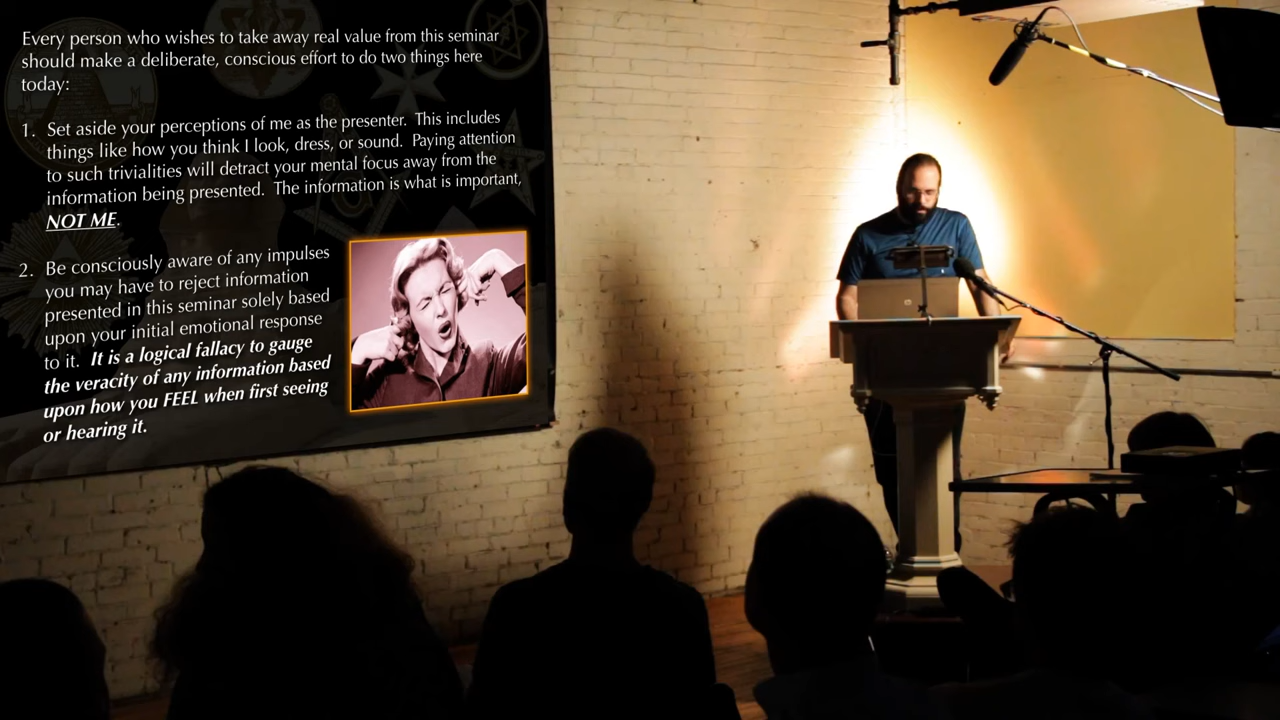 Every person who wishes to take away real value from this seminar
should make a deliberate, conscious effort to do two things here
today:
1. Set aside your perceptions of me as the presenter. This includes
things like how you think I look, dress, or sound. Paying attention
to such trivialities will detract your mental focus away from the
information being presented. The information is what is important,
NOT ME.
2. Be consciously aware of any impulses
you may have to reject information
presented in this seminar solely based
upon your initial emotional response
to it. It is a logical fallacy to gauge
the veracity of any information based
upon how you FEEL when first seeing
or hearing it.